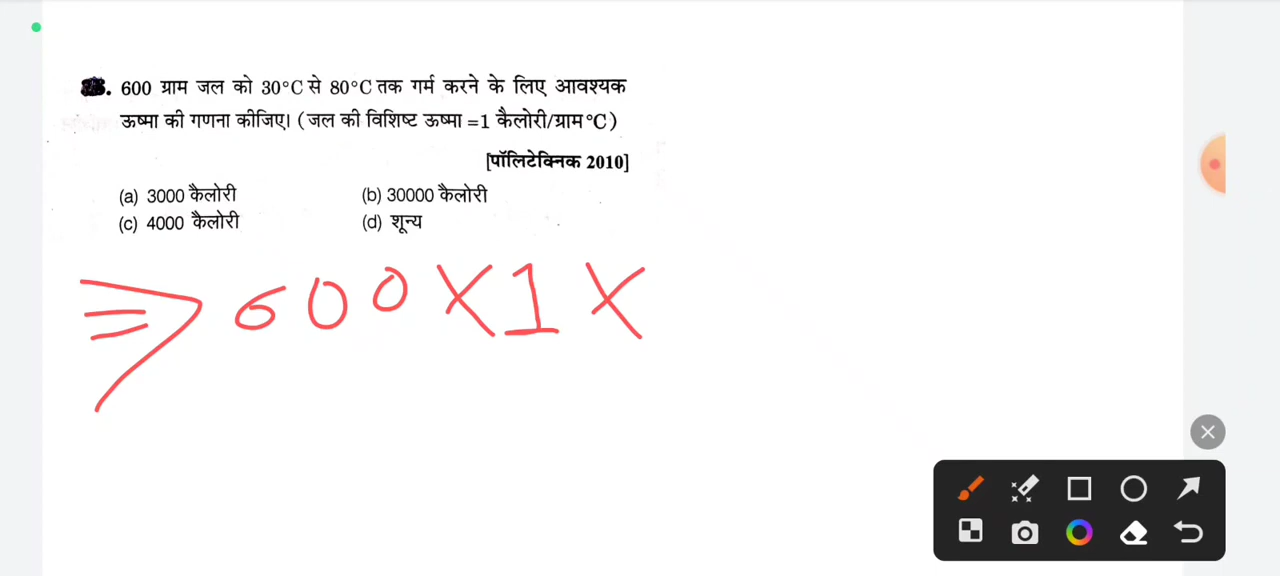 600 ग्राम जल को 30°C से 80°C तक गर्म करने के लिए आवश्यक
ऊष्मा की गणना कीजिए। (जल की विशिष्ट ऊष्मा =1 कैलोरी/ग्राम°C)
[पॉलिटेक्निक 2010]
(a) 3000 कैलोरी (b) 30000 कैलोरी
(c) 4000 कैलोरी (d) शून्य
⇒ 600 X 1 X